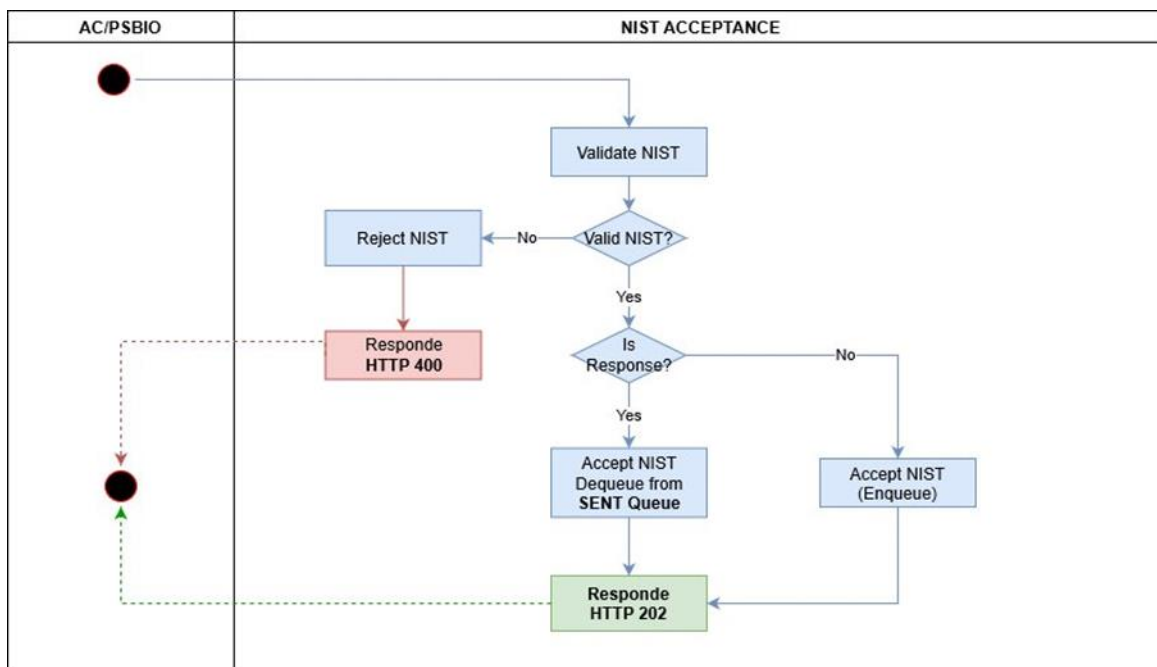 AC/PSBIO
NIST ACCEPTANCE
Validate NIST
Valid NIST?
No
Reject NIST
Yes
Responde
HTTP 400
Is
Response?
No
Yes
Accept NIST
Dequeue from
SENT Queue
Accept NIST
(Enqueue)
Responde
HTTP 202